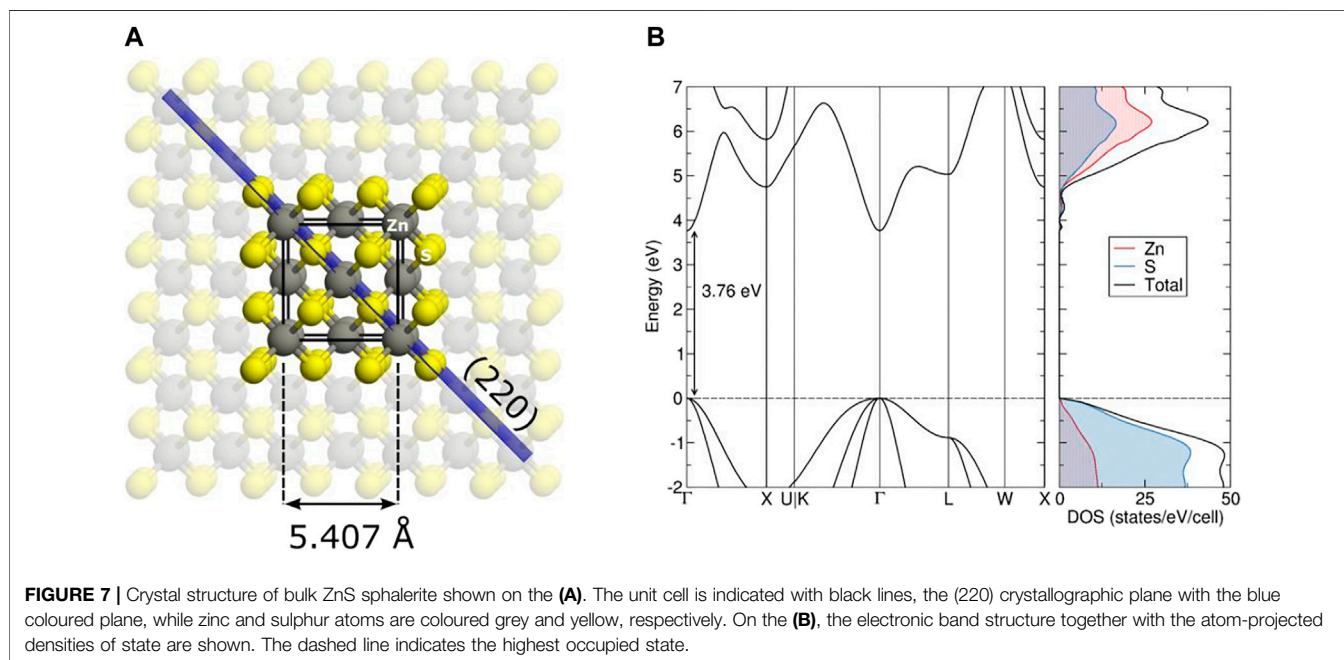 A
B
Zn
S
(220)
5.407 Å
7
6
5
4
3
2
1
0
-1
-2
Energy (eV)
3.76 eV
Γ X U|K Γ L W X
Zn
S
Total
0 25 50
DOS (states/eV/cell)
FIGURE 7 | Crystal structure of bulk ZnS sphalerite shown on the (A). The unit cell is indicated with black lines, the (220) crystallographic plane with the blue
coloured plane, while zinc and sulphur atoms are coloured grey and yellow, respectively. On the (B), the electronic band structure together with the atom-projected
densities of state are shown. The dashed line indicates the highest occupied state.